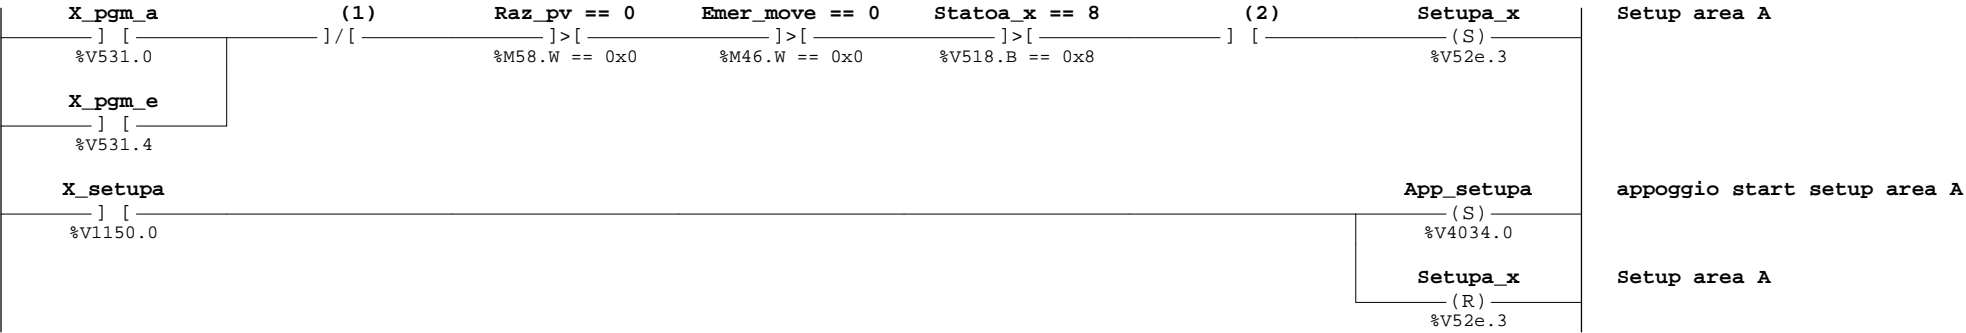 X_pgm_a (1) Raz_pv == 0 Emer_move == 0 Statoa_x == 8 (2) Setupa_x Setup area A
] [ ]/[ ]>[ ]>[ ]>[ ] [ (S)
%V531.0 %M58.W == 0x0 %M46.W == 0x0 %V518.B == 0x8 %V52e.3
X_pgm_e
] [
%V531.4
X_setupa App_setupa appoggio start setup area A
] [ (S)
%V1150.0 %V4034.0
Setupa_x Setup area A
(R)
%V52e.3